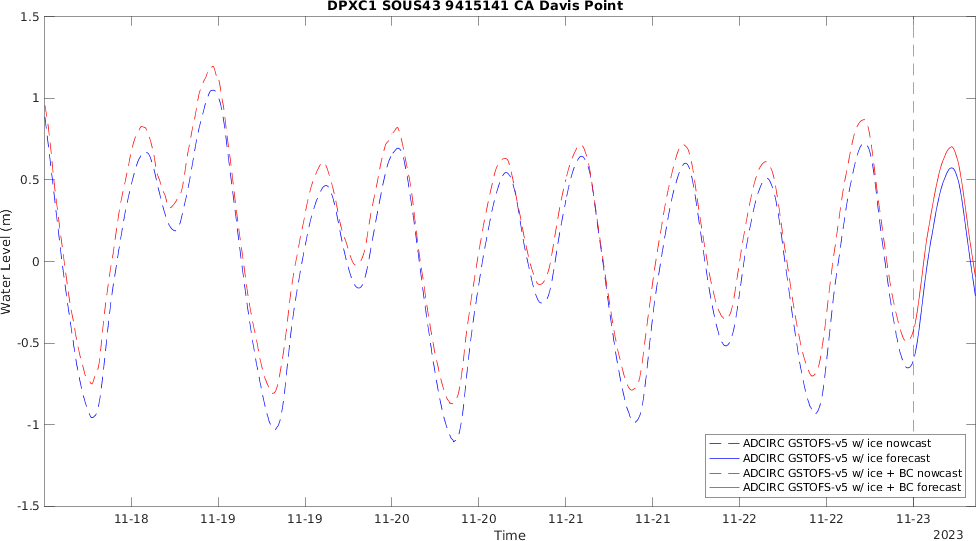 DPXC1 SOUS43 9415141 CA Davis Point
1.5
1
0.5
0
-0.5
-1
-1.5
Water Level (m)
11-18
11-19
11-19
11-20
11-20
11-21
11-21
11-22
11-22
11-23
Time
2023
ADCIRC GSTOFS-v5 w/ ice nowcast
ADCIRC GSTOFS-v5 w/ ice forecast
ADCIRC GSTOFS-v5 w/ ice + BC nowcast
ADCIRC GSTOFS-v5 w/ ice + BC forecast